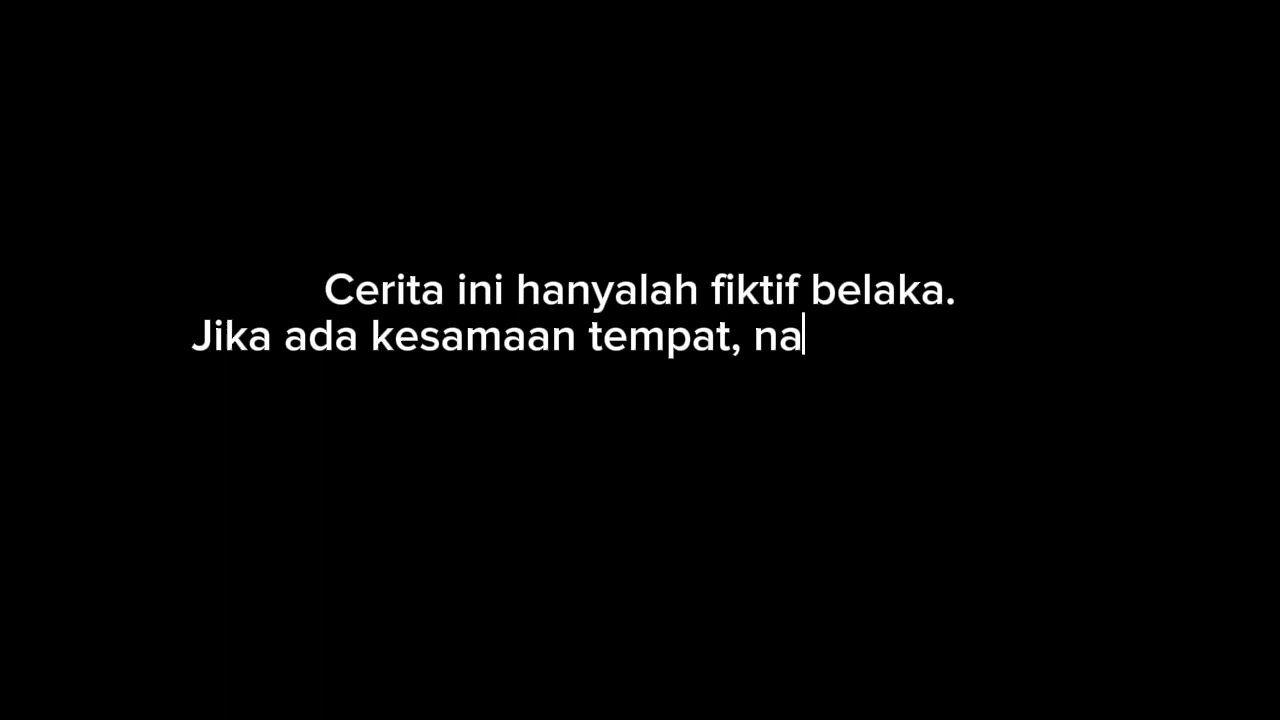 Cerita ini hanyalah fiktif belaka.
Jika ada kesamaan tempat, na